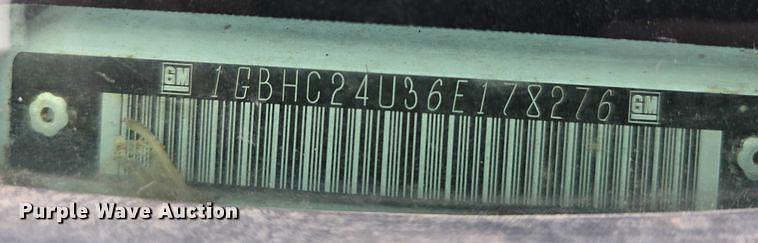 GM 1GBHC24U36E178276 GM
Purple Wave Auction